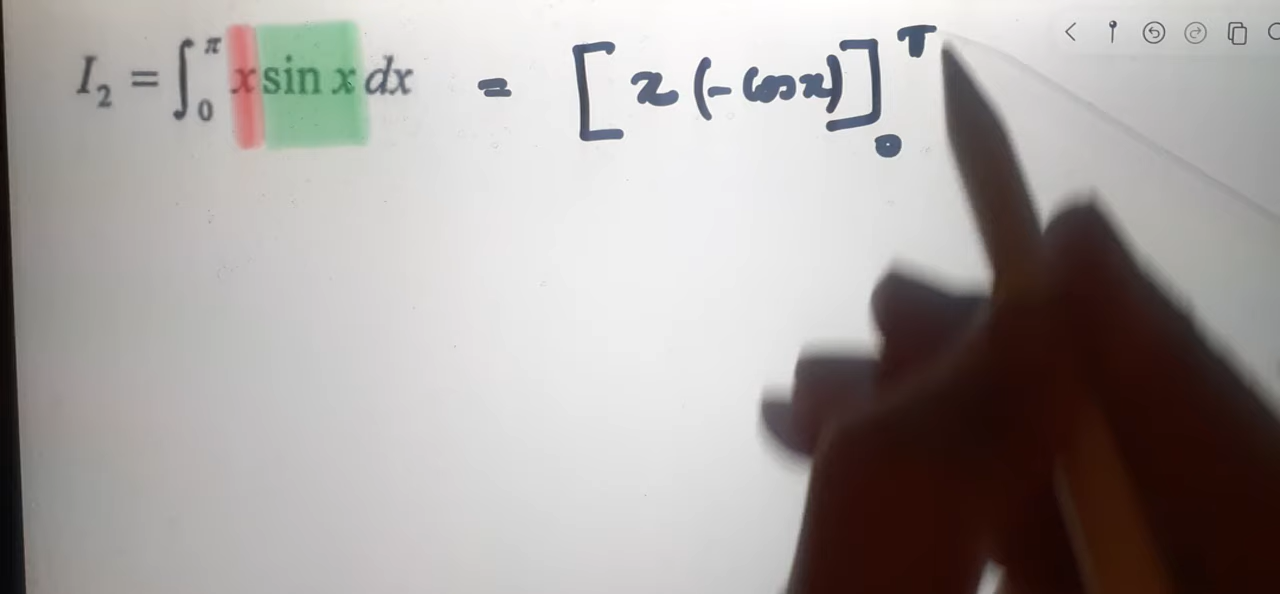 I₂ = ∫₀^π x sin x dx = [x(-cos x)]₀^π